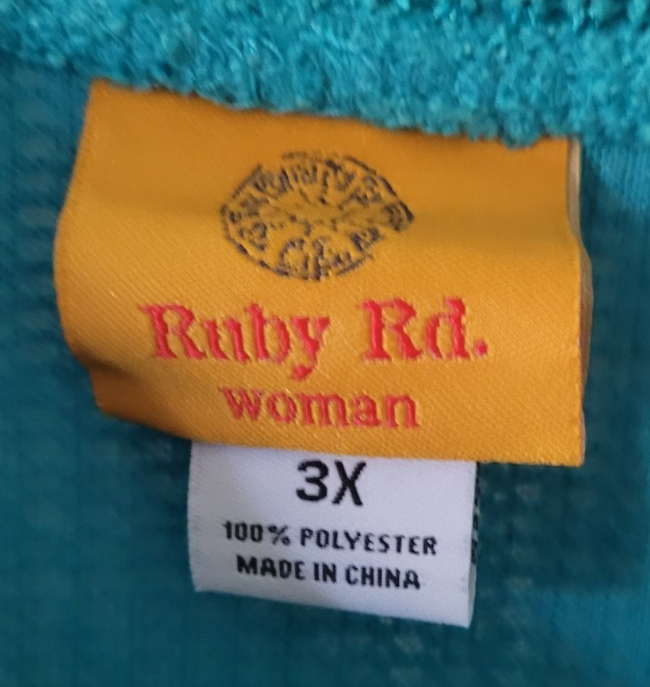 Ruby Rd.
woman
3X
100% POLYESTER
MADE IN CHINA